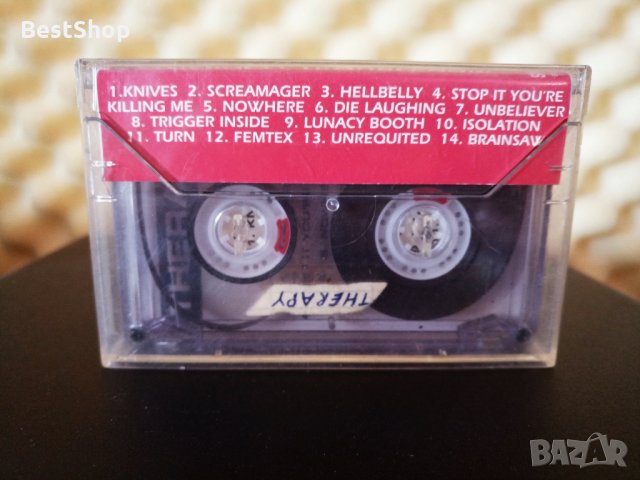 BestShop
1.KNIVES 2. SCREAMAGER 3. HELLBELLY 4. STOP IT YOU'RE
KILLING ME 5. NOWHERE 6. DIE LAUGHING 7. UNBELIEVER
8. TRIGGER INSIDE 9. LUNACY BOOTH 10. ISOLATION
11. TURN 12. FEMTEX 13. UNREQUITED 14. BRAINSAW
THERAPY
BAZAR